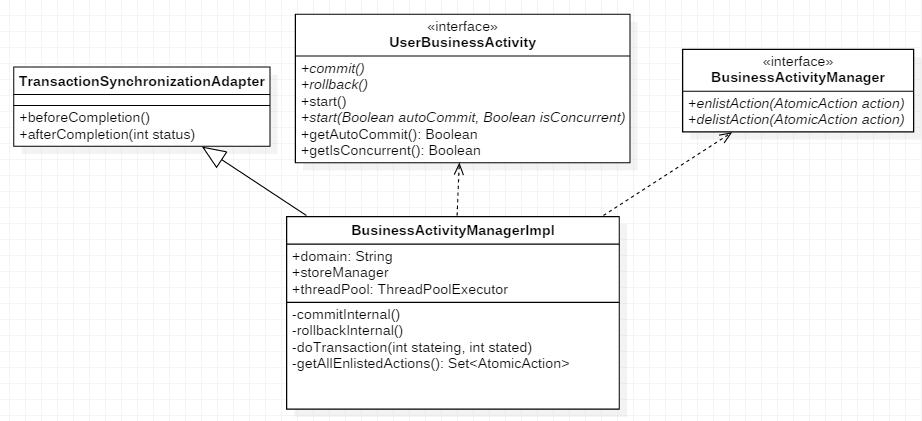 TransactionSynchronizationAdapter
+beforeCompletion()
+afterCompletion(int status)
«interface»
UserBusinessActivity
+commit()
+rollback()
+start()
+start(Boolean autoCommit, Boolean isConcurrent)
+getAutoCommit(): Boolean
+getIsConcurrent(): Boolean
«interface»
BusinessActivityManager
+enlistAction(AtomicAction action)
+delistAction(AtomicAction action)
BusinessActivityManagerImpl
+domain: String
+storeManager
+threadPool: ThreadPoolExecutor
-commitInternal()
-rollbackInternal()
-doTransaction(int stateing, int stated)
-getAllEnlistedActions(): Set<AtomicAction>